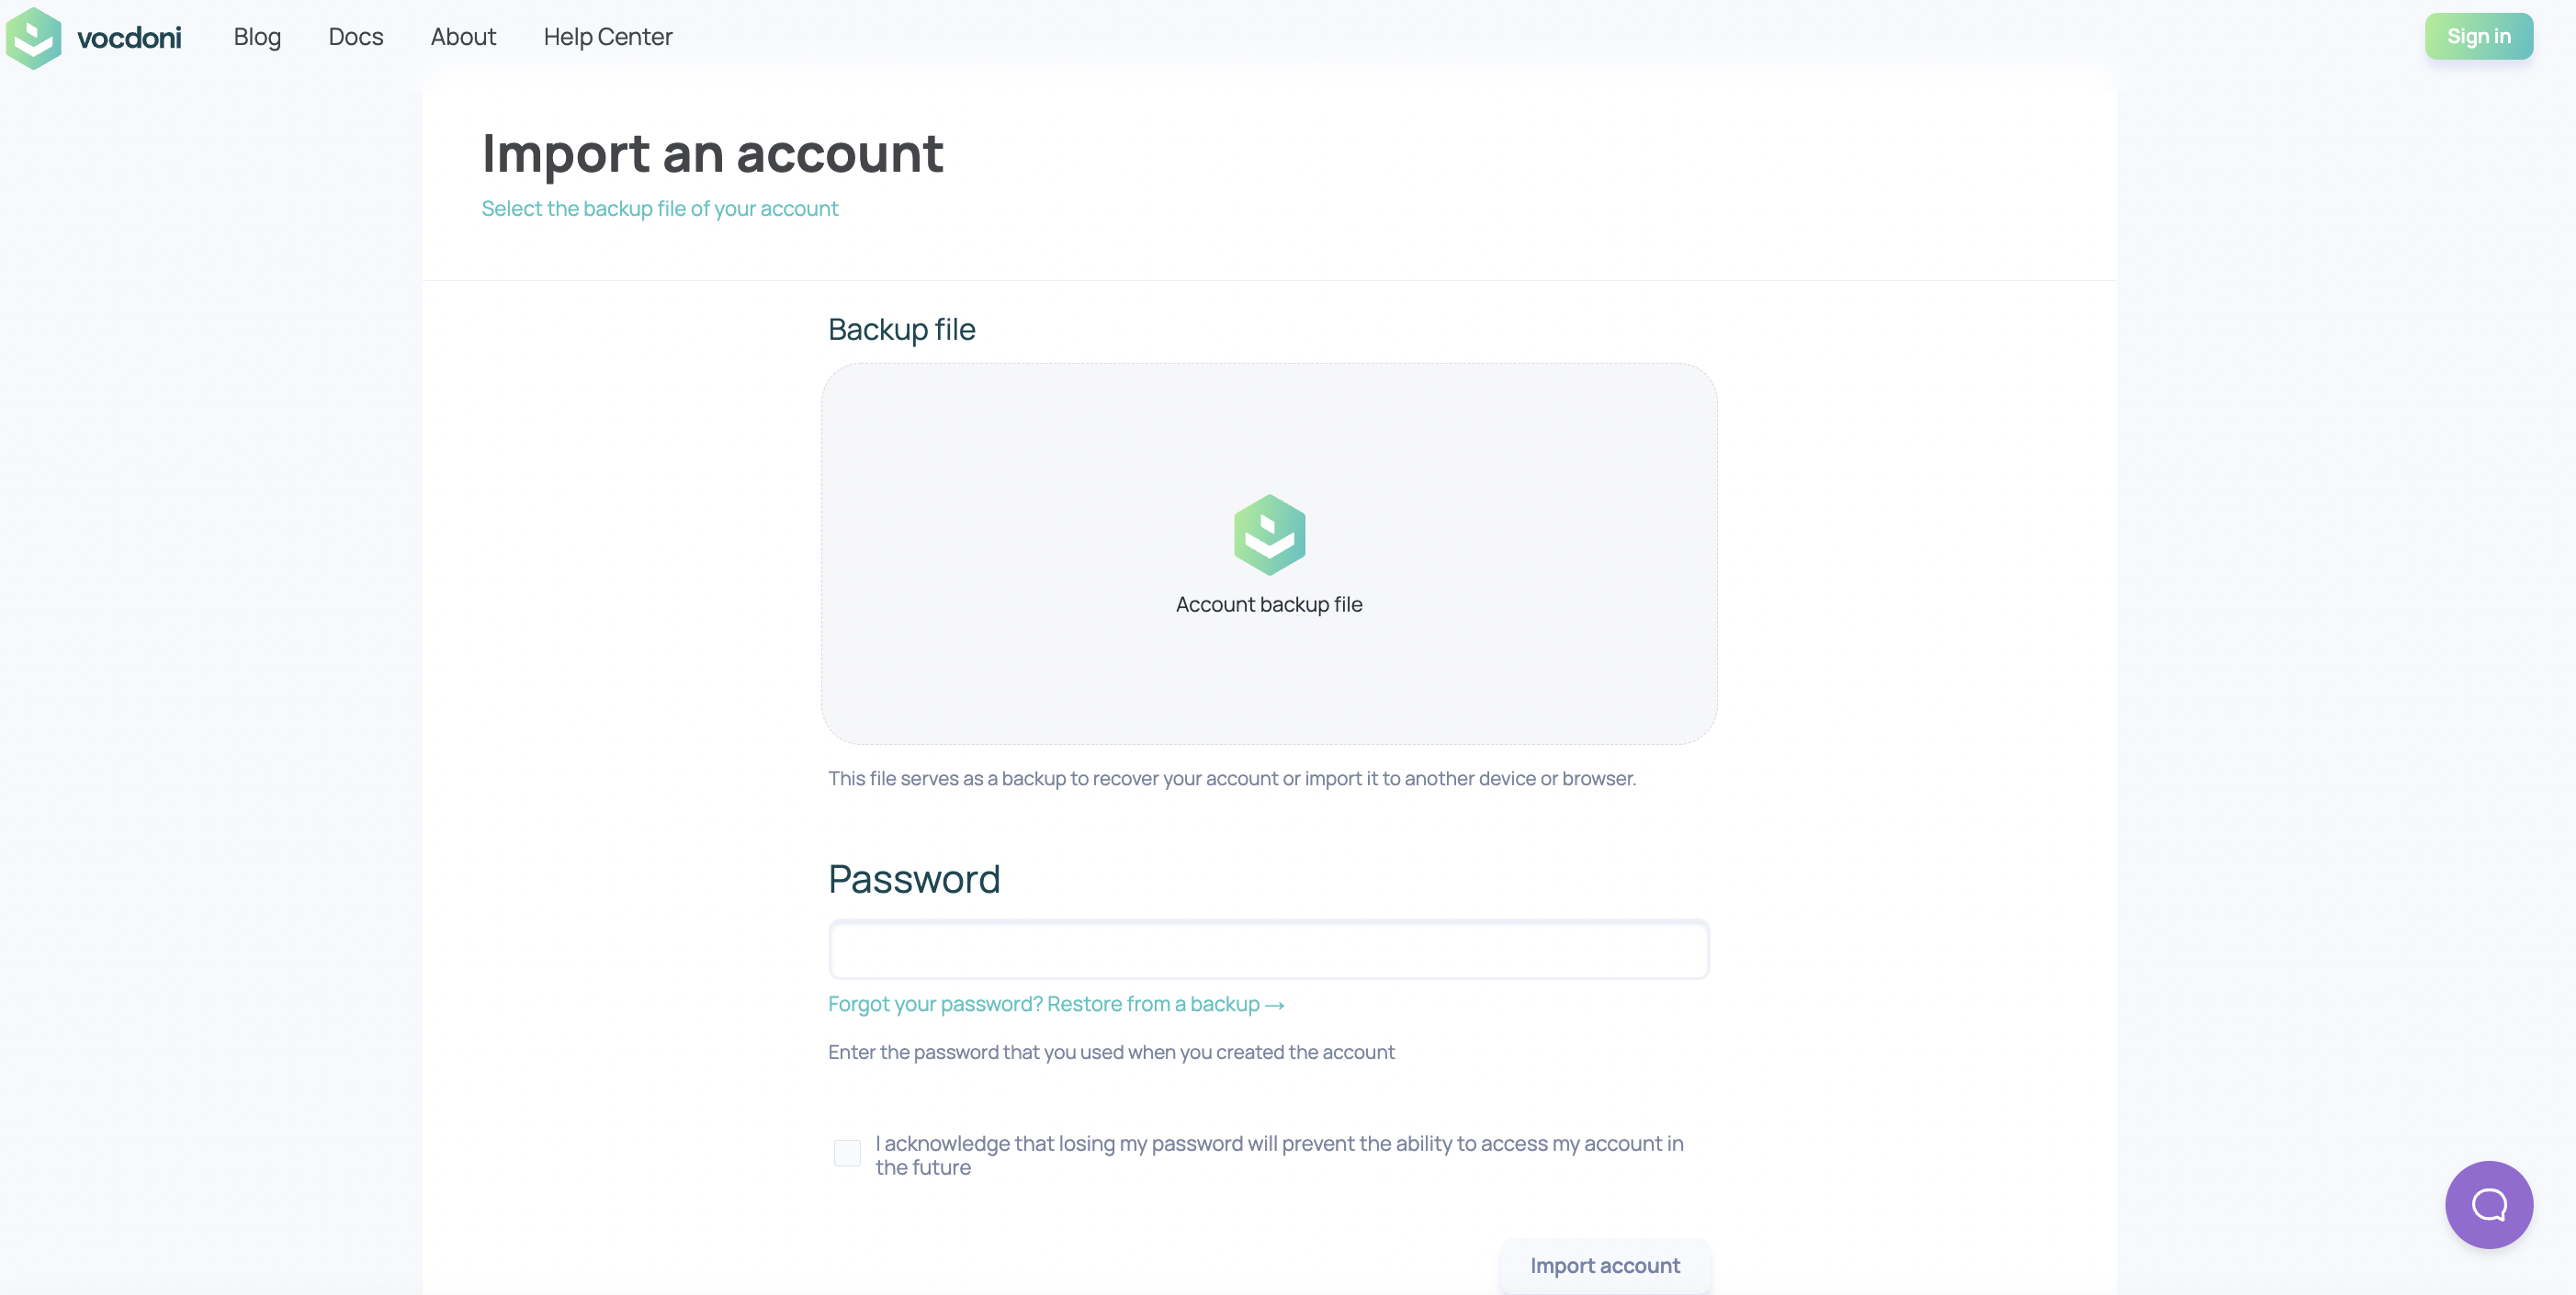 vocdoni
Blog
Docs
About
Help Center
Sign in
Import an account
Select the backup file of your account
Backup file
Account backup file
This file serves as a backup to recover your account or import it to another device or browser.
Password
Forgot your password? Restore from a backup →
Enter the password that you used when you created the account
I acknowledge that losing my password will prevent the ability to access my account in
the future
Import account